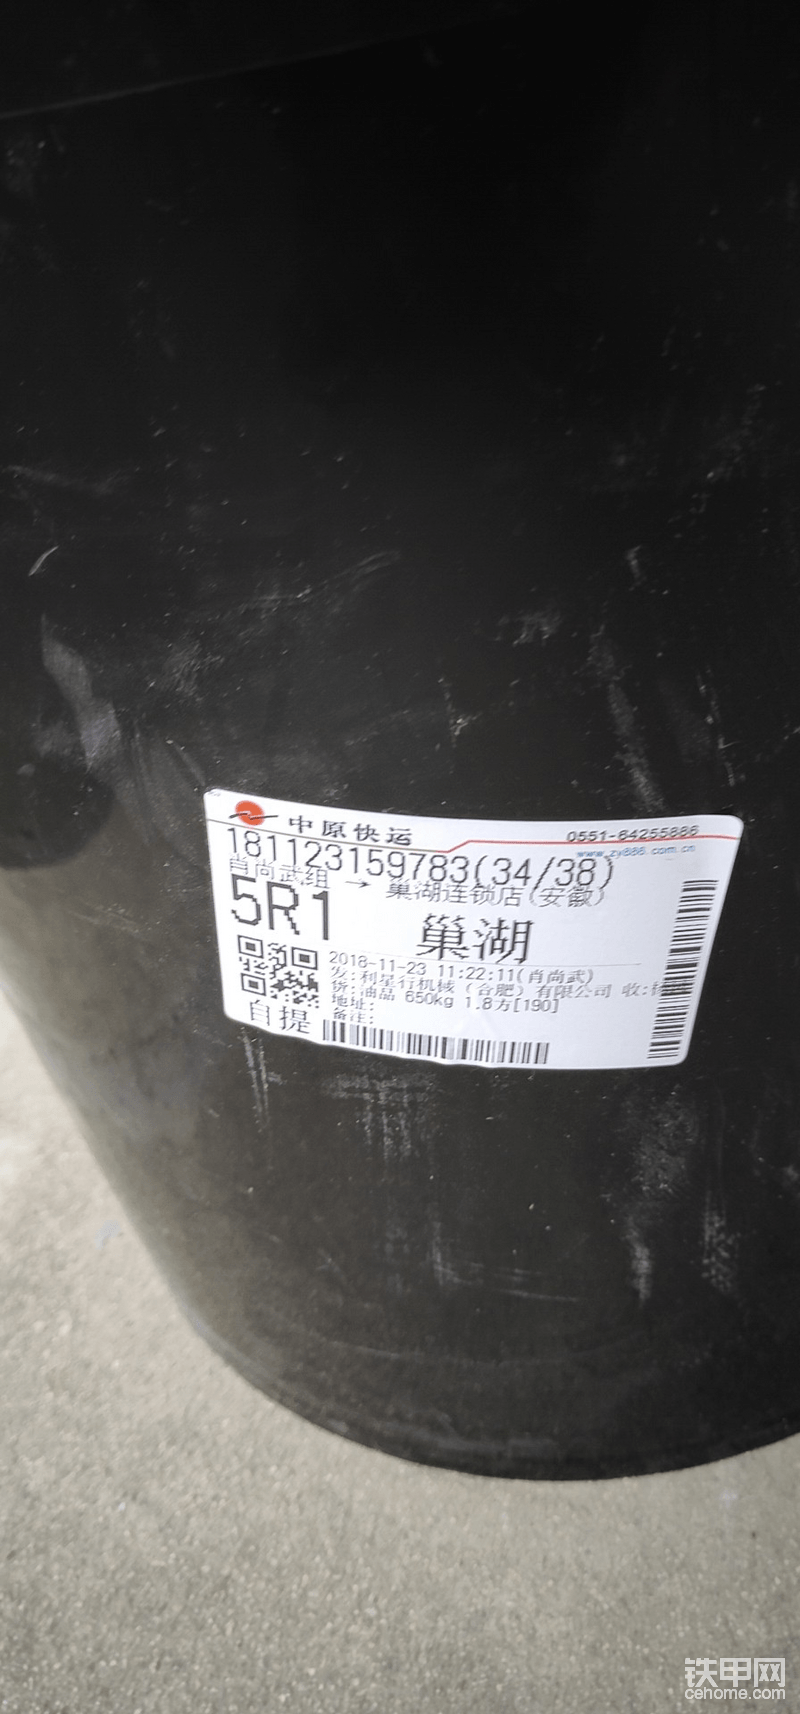 中原快运
0551-64255886
www.zy886.com.cn
181123159783(34/38)
肖尚武组 → 巢湖连锁店(安徽)
5R1
巢湖
2018-11-23 11:22:11(肖尚武)
发:利星行机械（合肥）有限公司 收:
货:油品 650kg 1.8方[190]
地址:
备注:
自提
铁甲网
cehome.com